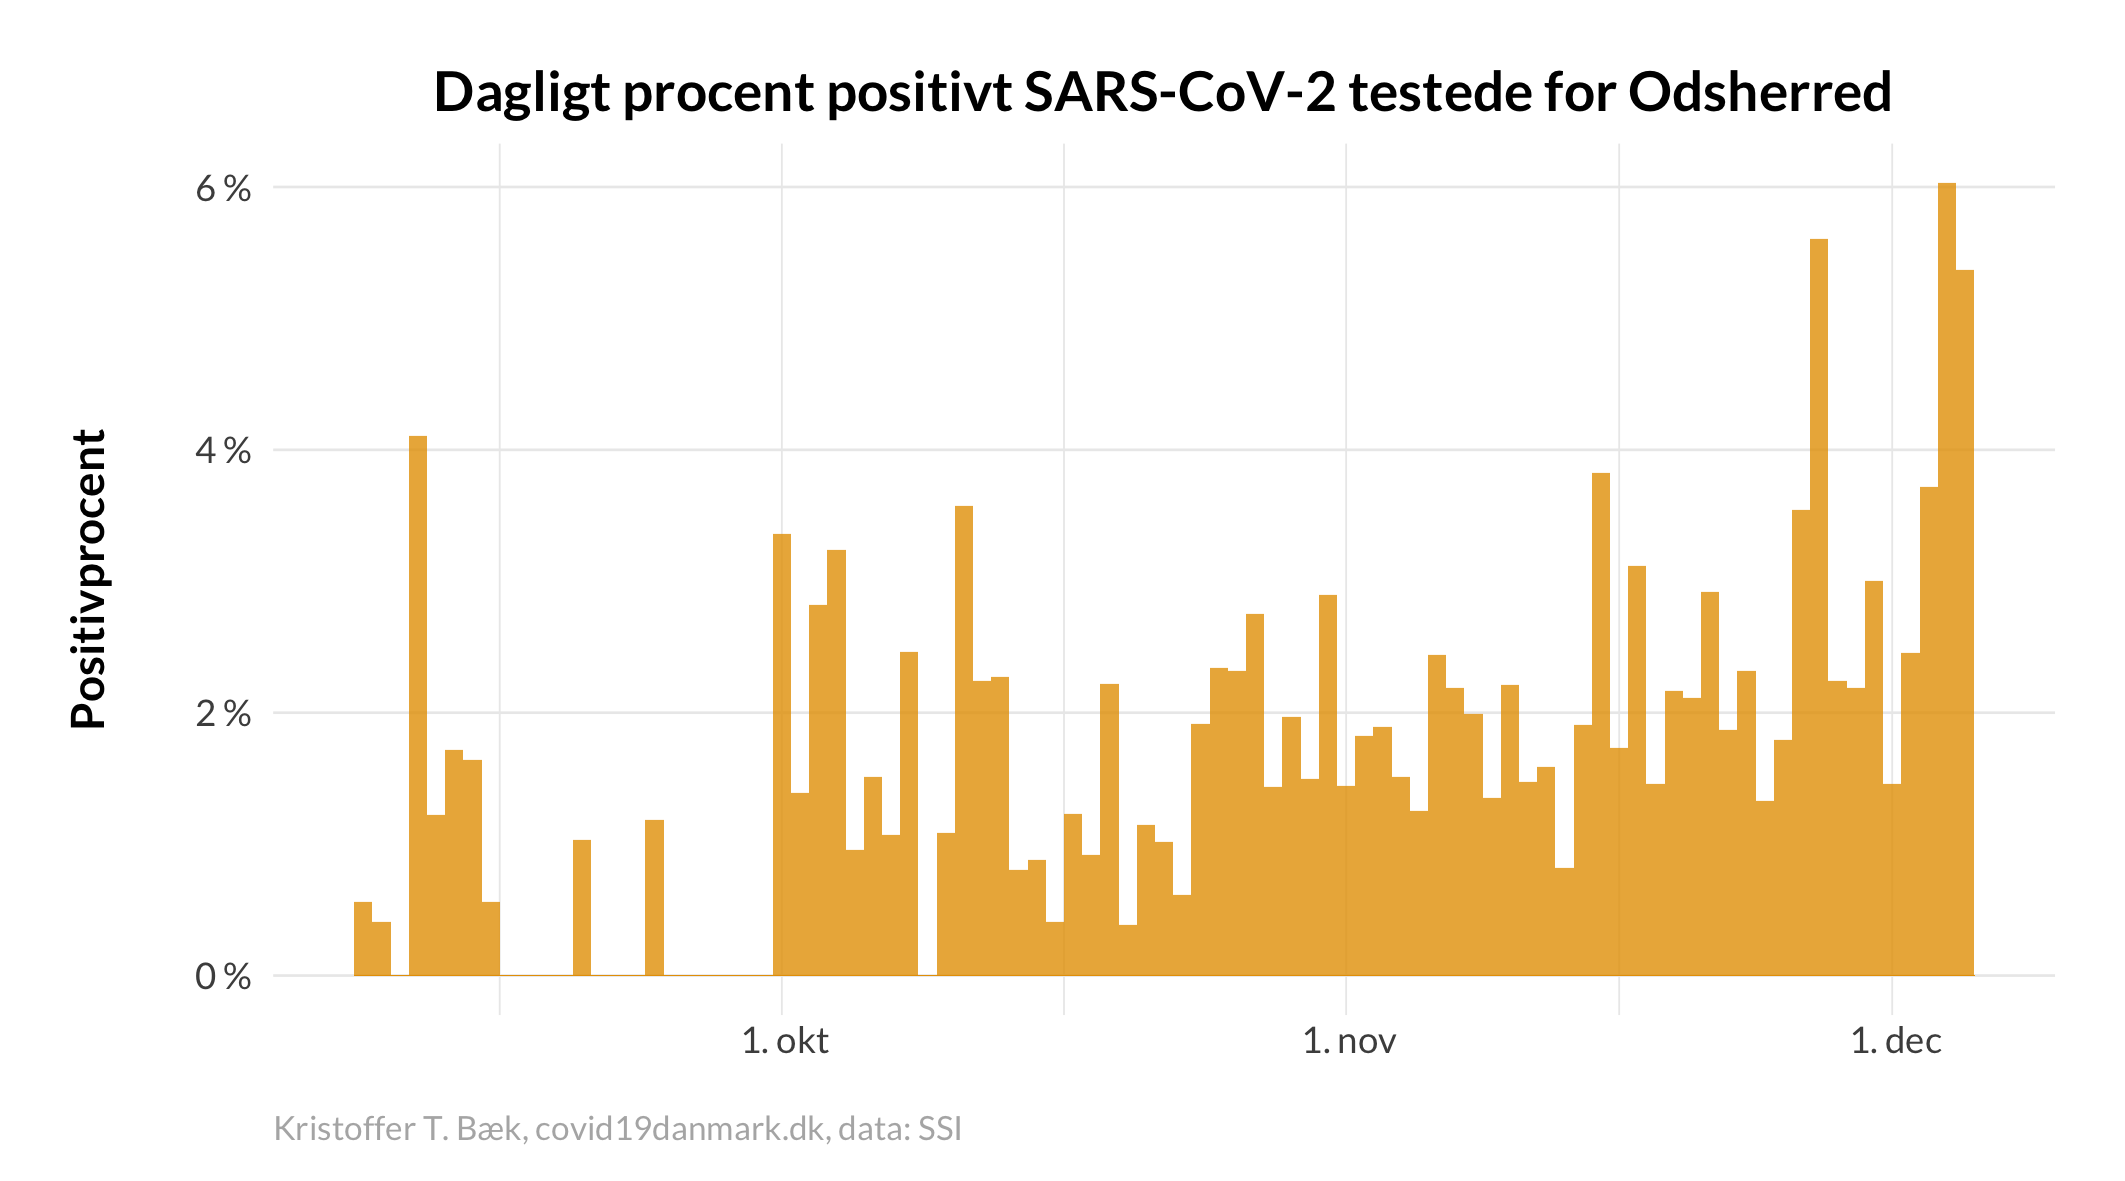 Dagligt procent positivt SARS-CoV-2 testede for Odsherred
Positivprocent
6 %
4 %
2 %
0 %
1. okt
1. nov
1. dec
Kristoffer T. Bæk, covid19danmark.dk, data: SSI